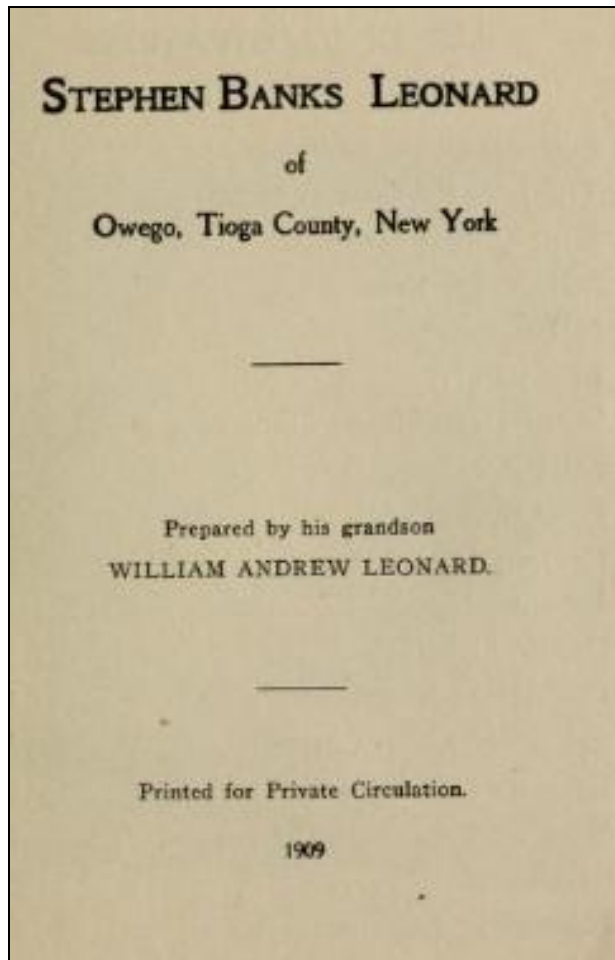 STEPHEN BANKS LEONARD
of
Owego, Tioga County, New York
Prepared by his grandson
WILLIAM ANDREW LEONARD.
Printed for Private Circulation.
1909